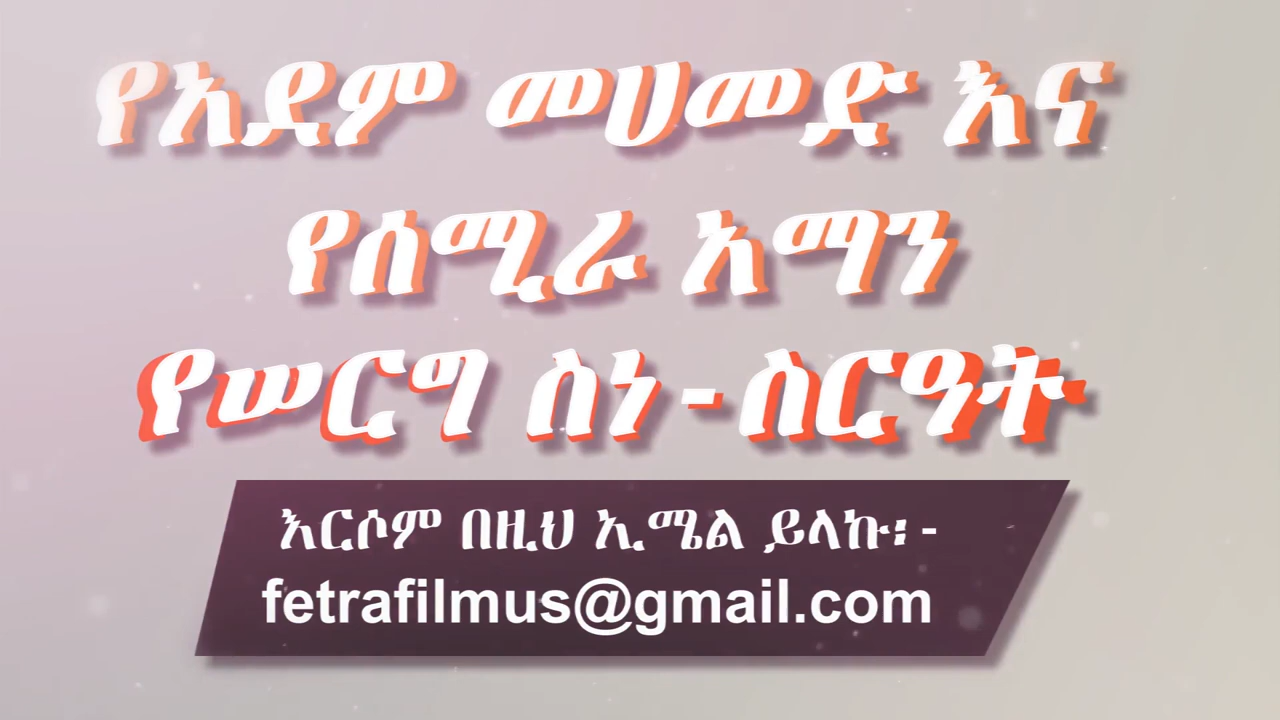 የአደም መሀመድ እና
የሰሚራ አማን
የሠርግ ስነ-ስርዓት
እርሶም በዚህ ኢሜል ይላኩ፡-
fetrafilmus@gmail.com